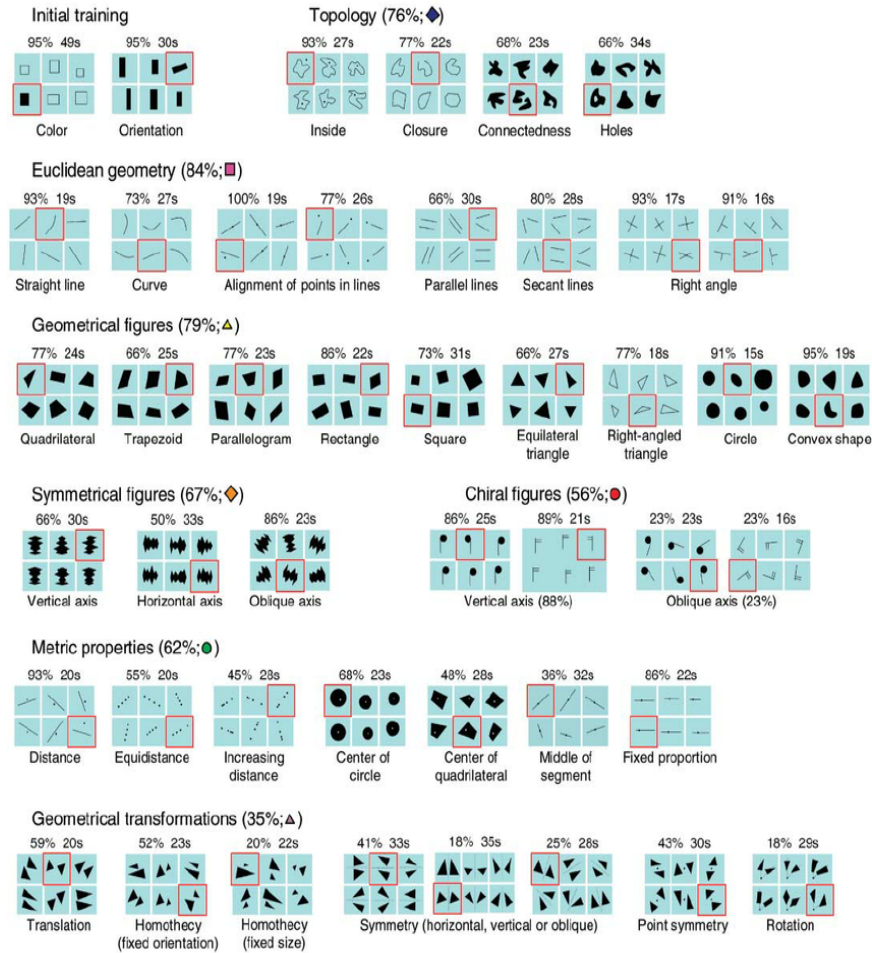 Initial training
Topology (76%;◆)
95% 49s 95% 30s 93% 27s 77% 22s 68% 23s 66% 34s
Color Orientation Inside Closure Connectedness Holes
Euclidean geometry (84%;■)
93% 19s 73% 27s 100% 19s 77% 26s 66% 30s 80% 28s 93% 17s 91% 16s
Straight line Curve Alignment of points in lines Parallel lines Secant lines Right angle
Geometrical figures (79%;▲)
77% 24s 66% 25s 77% 23s 86% 22s 73% 31s 66% 27s 77% 18s 91% 15s 95% 19s
Quadrilateral Trapezoid Parallelogram Rectangle Square Equilateral Right-angled Circle Convex shape
triangle triangle
Symmetrical figures (67%;◆)
Chiral figures (56%;●)
66% 30s 50% 33s 86% 23s 86% 25s 89% 21s 23% 23s 23% 16s
Vertical axis Horizontal axis Oblique axis Vertical axis (88%) Oblique axis (23%)
Metric properties (62%;●)
93% 20s 55% 20s 45% 28s 68% 23s 48% 28s 36% 32s 86% 22s
Distance Equidistance Increasing Center of Center of Middle of Fixed proportion
distance circle quadrilateral segment
Geometrical transformations (35%;▲)
59% 20s 52% 23s 20% 22s 41% 33s 18% 35s 25% 28s 43% 30s 18% 29s
Translation Homothecy Homothecy Symmetry (horizontal, vertical or oblique) Point symmetry Rotation
(fixed orientation) (fixed size)